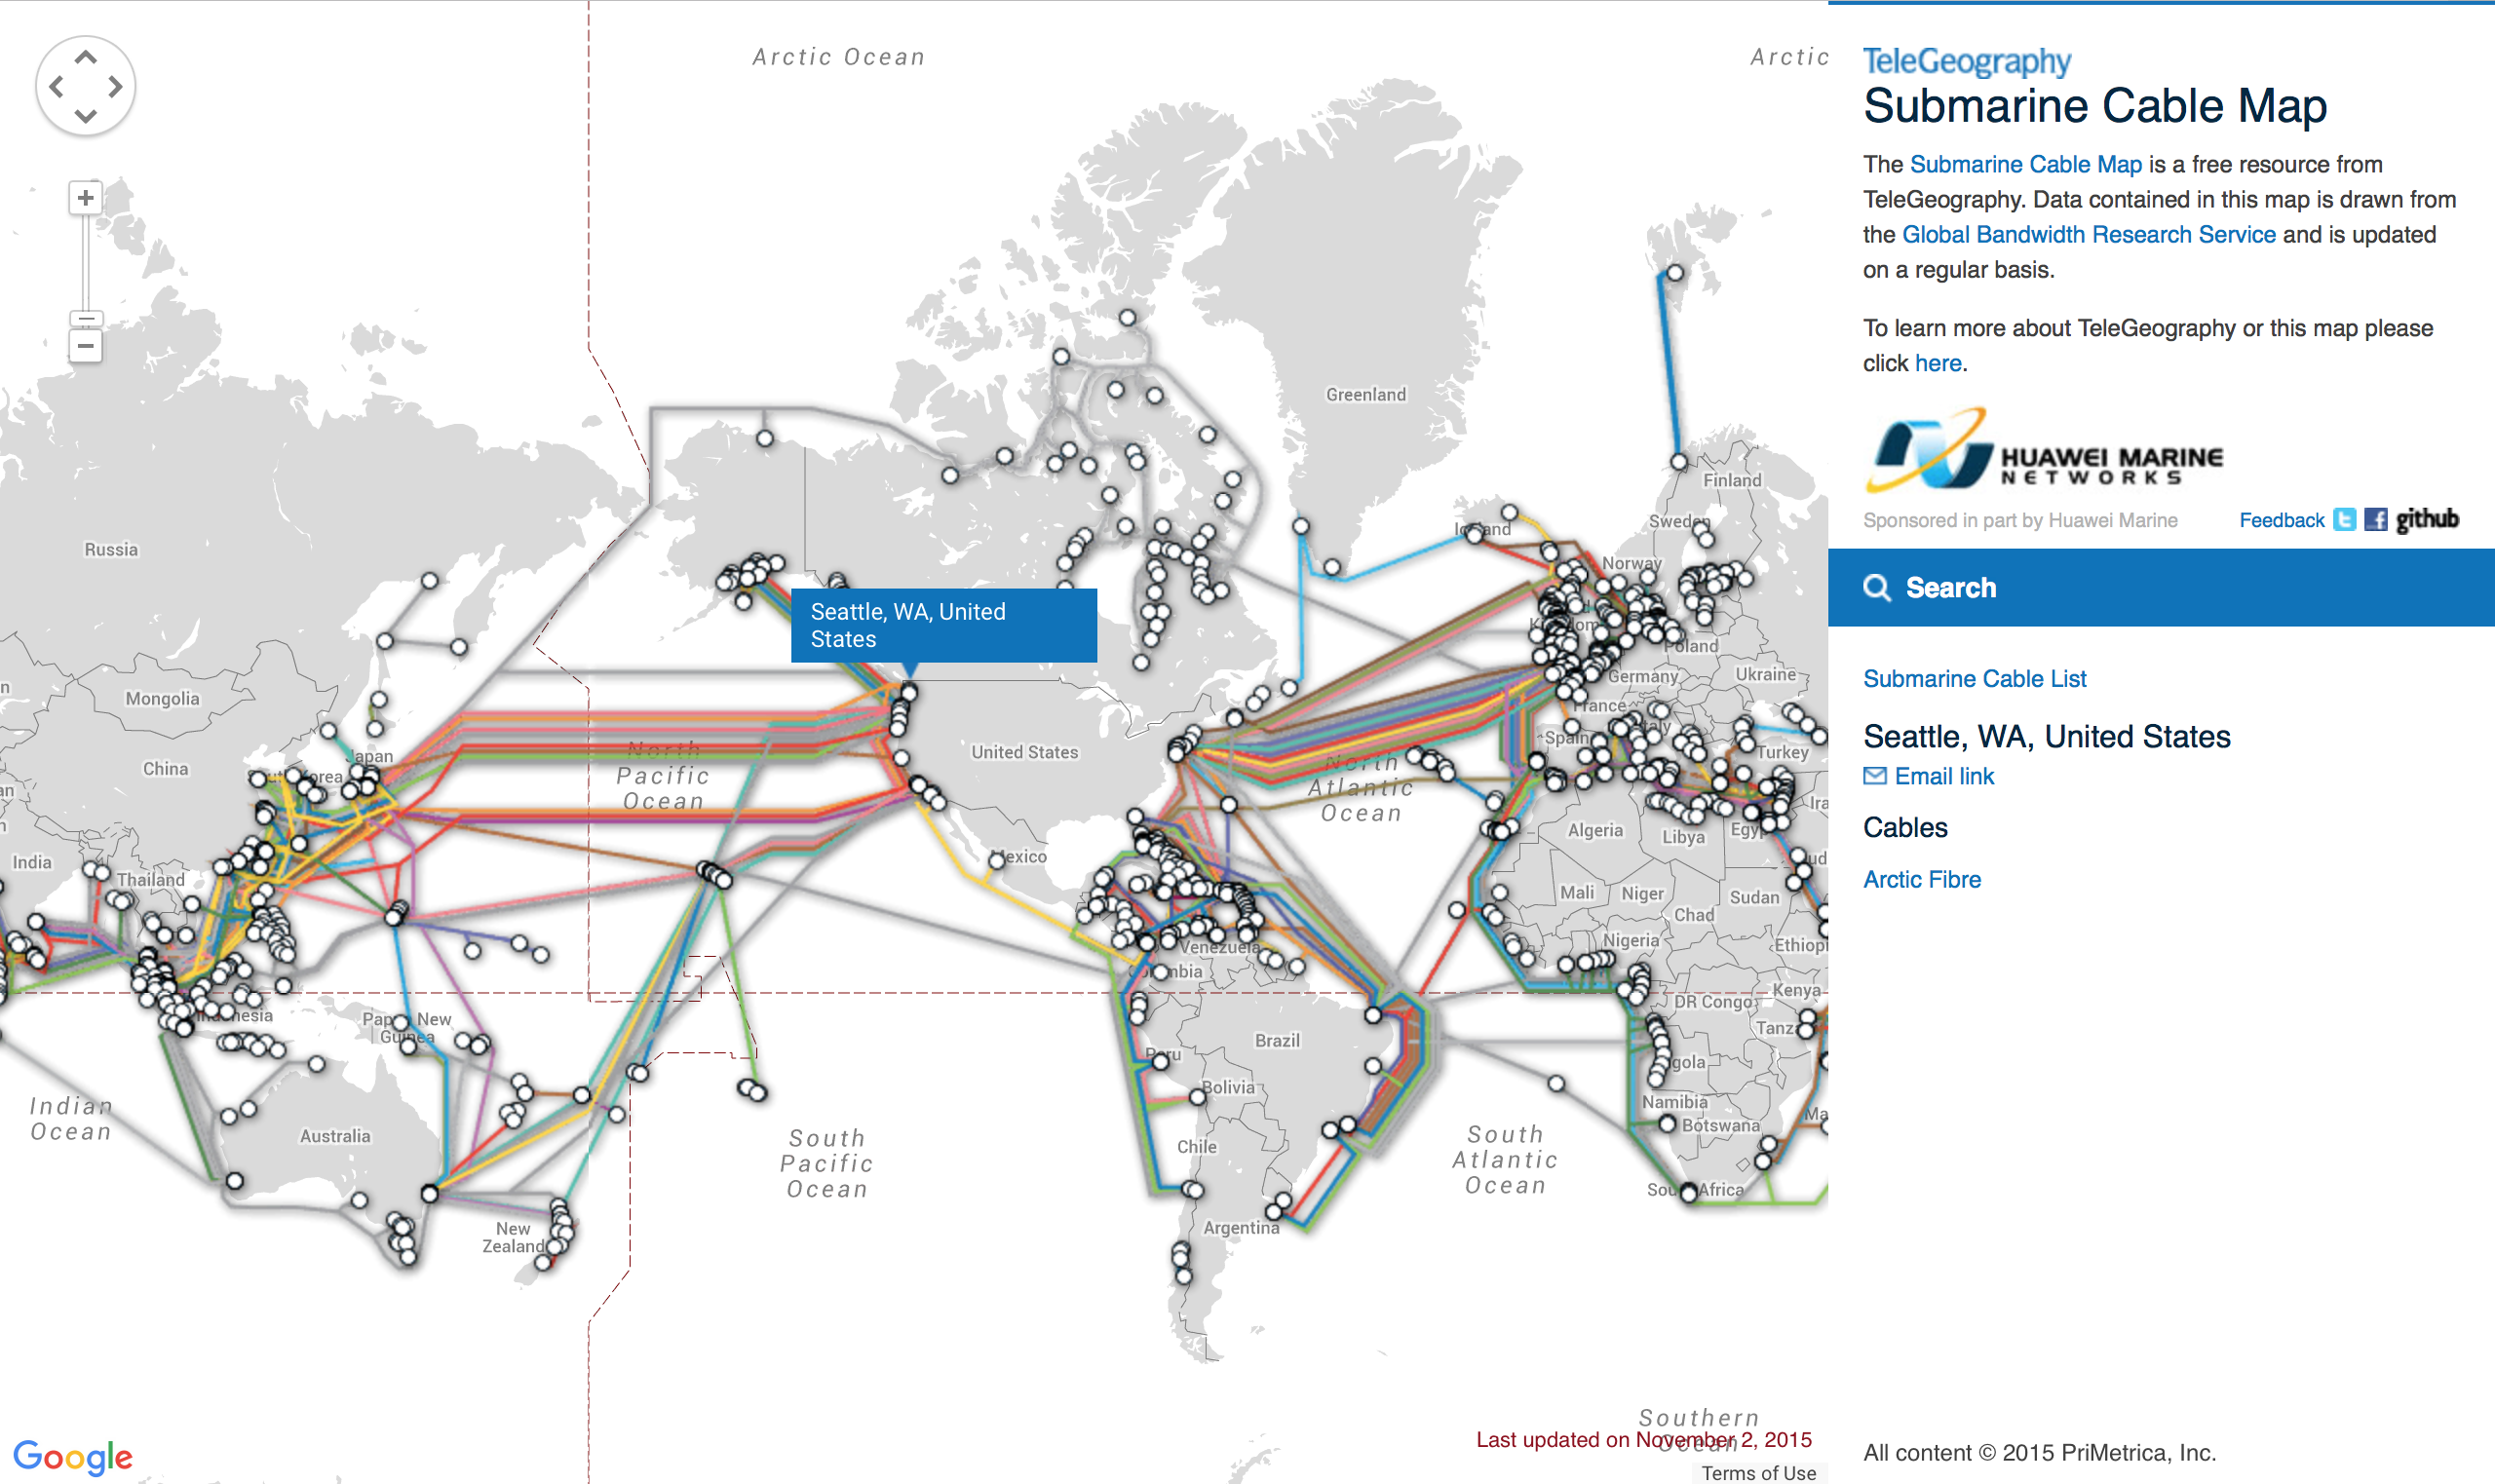 Arctic Ocean
Arctic
Greenland
Iceland
Finland
Sweden
Norway
Russia
Seattle, WA, United
States
Poland
Germany
Ukraine
France
Mongolia
Italy
Spain
Turkey
Japan
China
North
Pacific
Ocean
United States
North
Atlantic
Ocean
India
Thailand
Mexico
Algeria
Libya
Egypt
Mali
Niger
Sudan
Chad
Nigeria
Venezuela
DR Congo
Kenya
Papua New
Guinea
Brazil
Peru
Bolivia
Namibia
Botswana
Indian
Ocean
Australia
South
Pacific
Ocean
Chile
South
Atlantic
Ocean
South Africa
New
Zealand
Argentina
Southern
Ocean
Last updated on November 2, 2015
Google
Terms of Use
TeleGeography
Submarine Cable Map
The Submarine Cable Map is a free resource from
TeleGeography. Data contained in this map is drawn from
the Global Bandwidth Research Service and is updated
on a regular basis.
To learn more about TeleGeography or this map please
click here.
HUAWEI MARINE
NETWORKS
Sponsored in part by Huawei Marine
Feedback github
Search
Submarine Cable List
Seattle, WA, United States
Email link
Cables
Arctic Fibre
All content © 2015 PriMetrica, Inc.